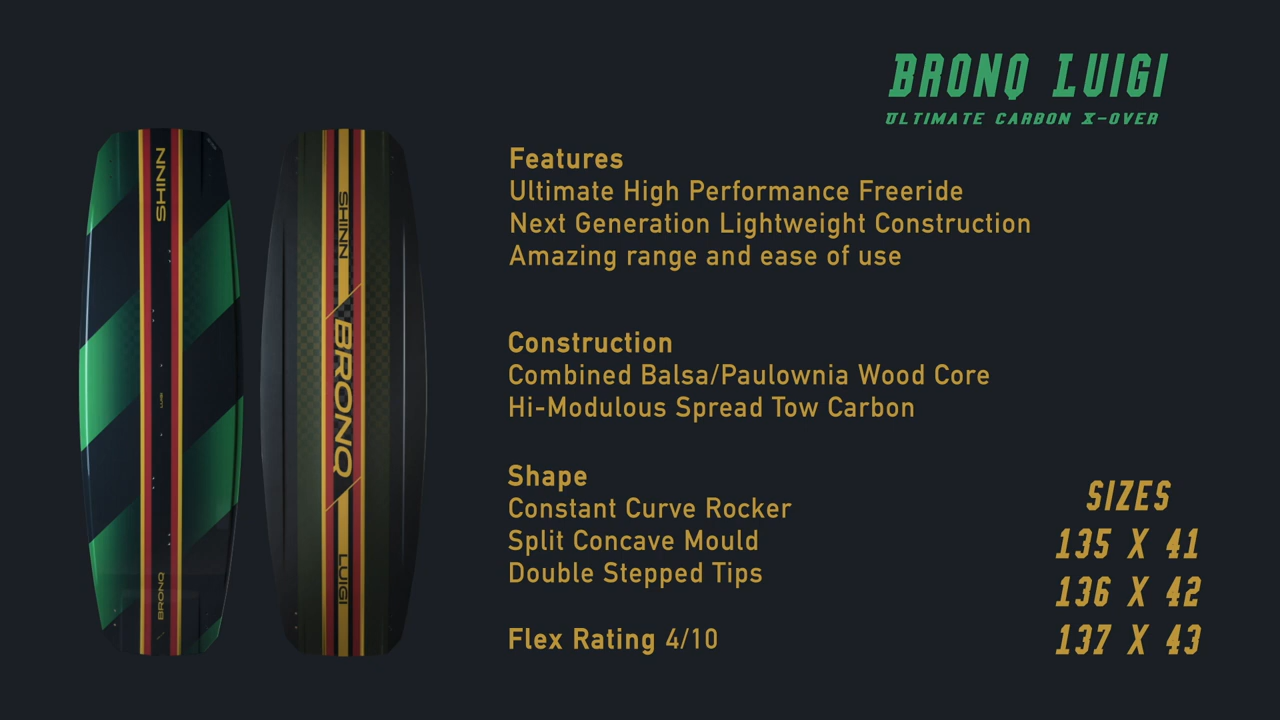 BRONQ LUIGI
ULTIMATE CARBON X-OVER
SHINN
LUIGI
BRONQ
SHINN
BRONQ
LUIGI
Features
Ultimate High Performance Freeride
Next Generation Lightweight Construction
Amazing range and ease of use
Construction
Combined Balsa/Paulownia Wood Core
Hi-Modulous Spread Tow Carbon
Shape
Constant Curve Rocker
Split Concave Mould
Double Stepped Tips
Flex Rating 4/10
SIZES
135 X 41
136 X 42
137 X 43